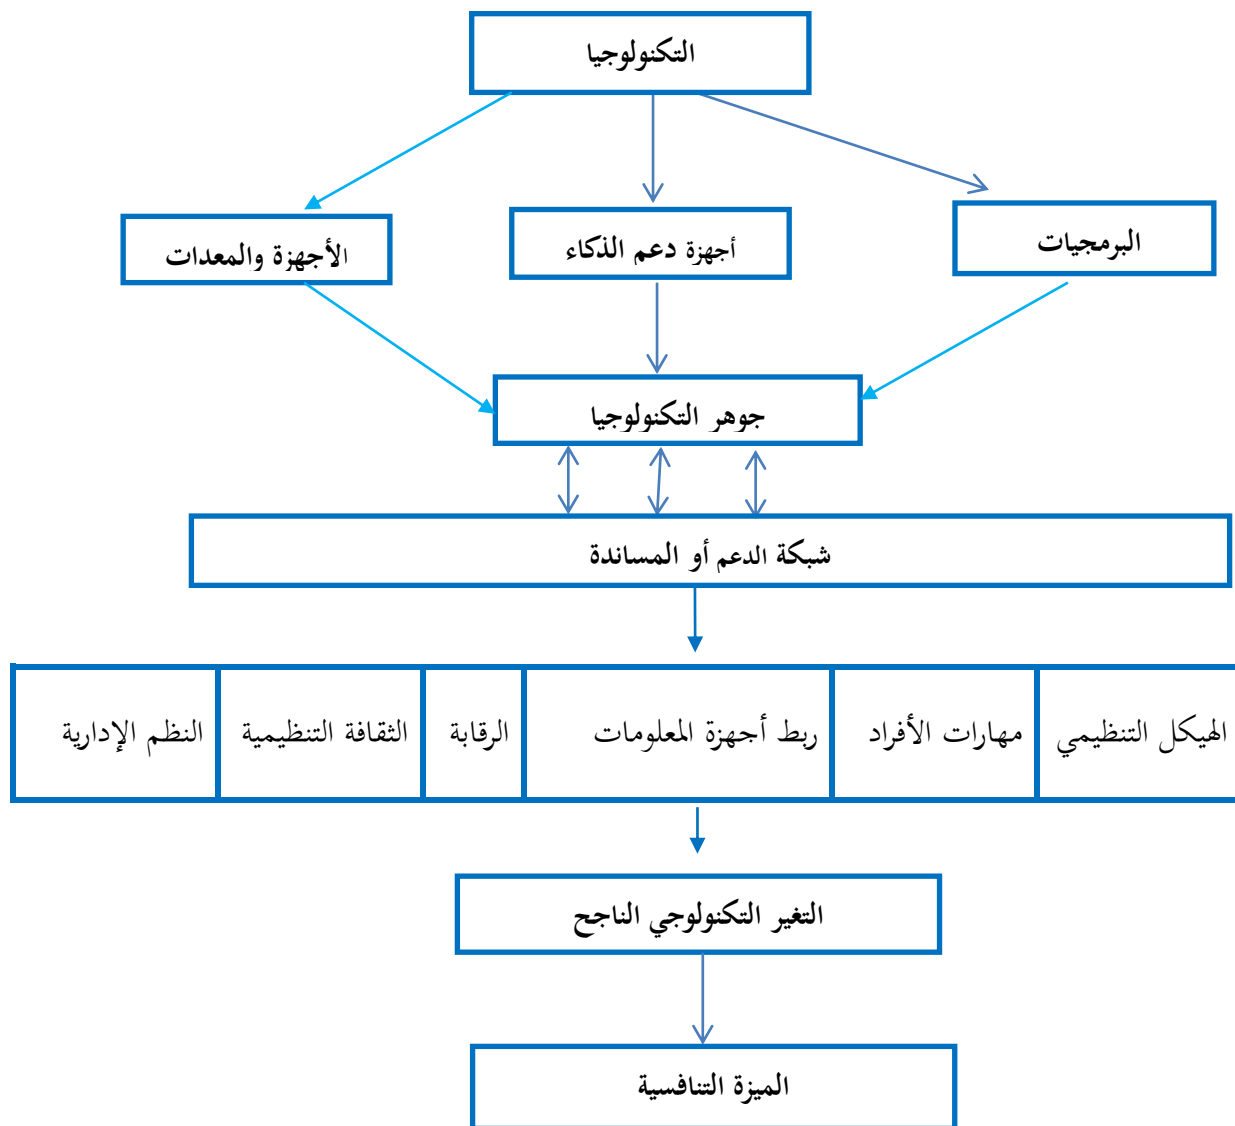 التكنولوجيا
البرمجيات
أجهزة دعم الذكاء
الأجهزة والمعدات
جوهر التكنولوجيا
شبكة الدعم أو المساندة
الهيكل التنظيمي
مهارات الأفراد
ربط أجهزة المعلومات
الرقابة
الثقافة التنظيمية
النظم الإدارية
التغير التكنولوجي الناجح
الميزة التنافسية